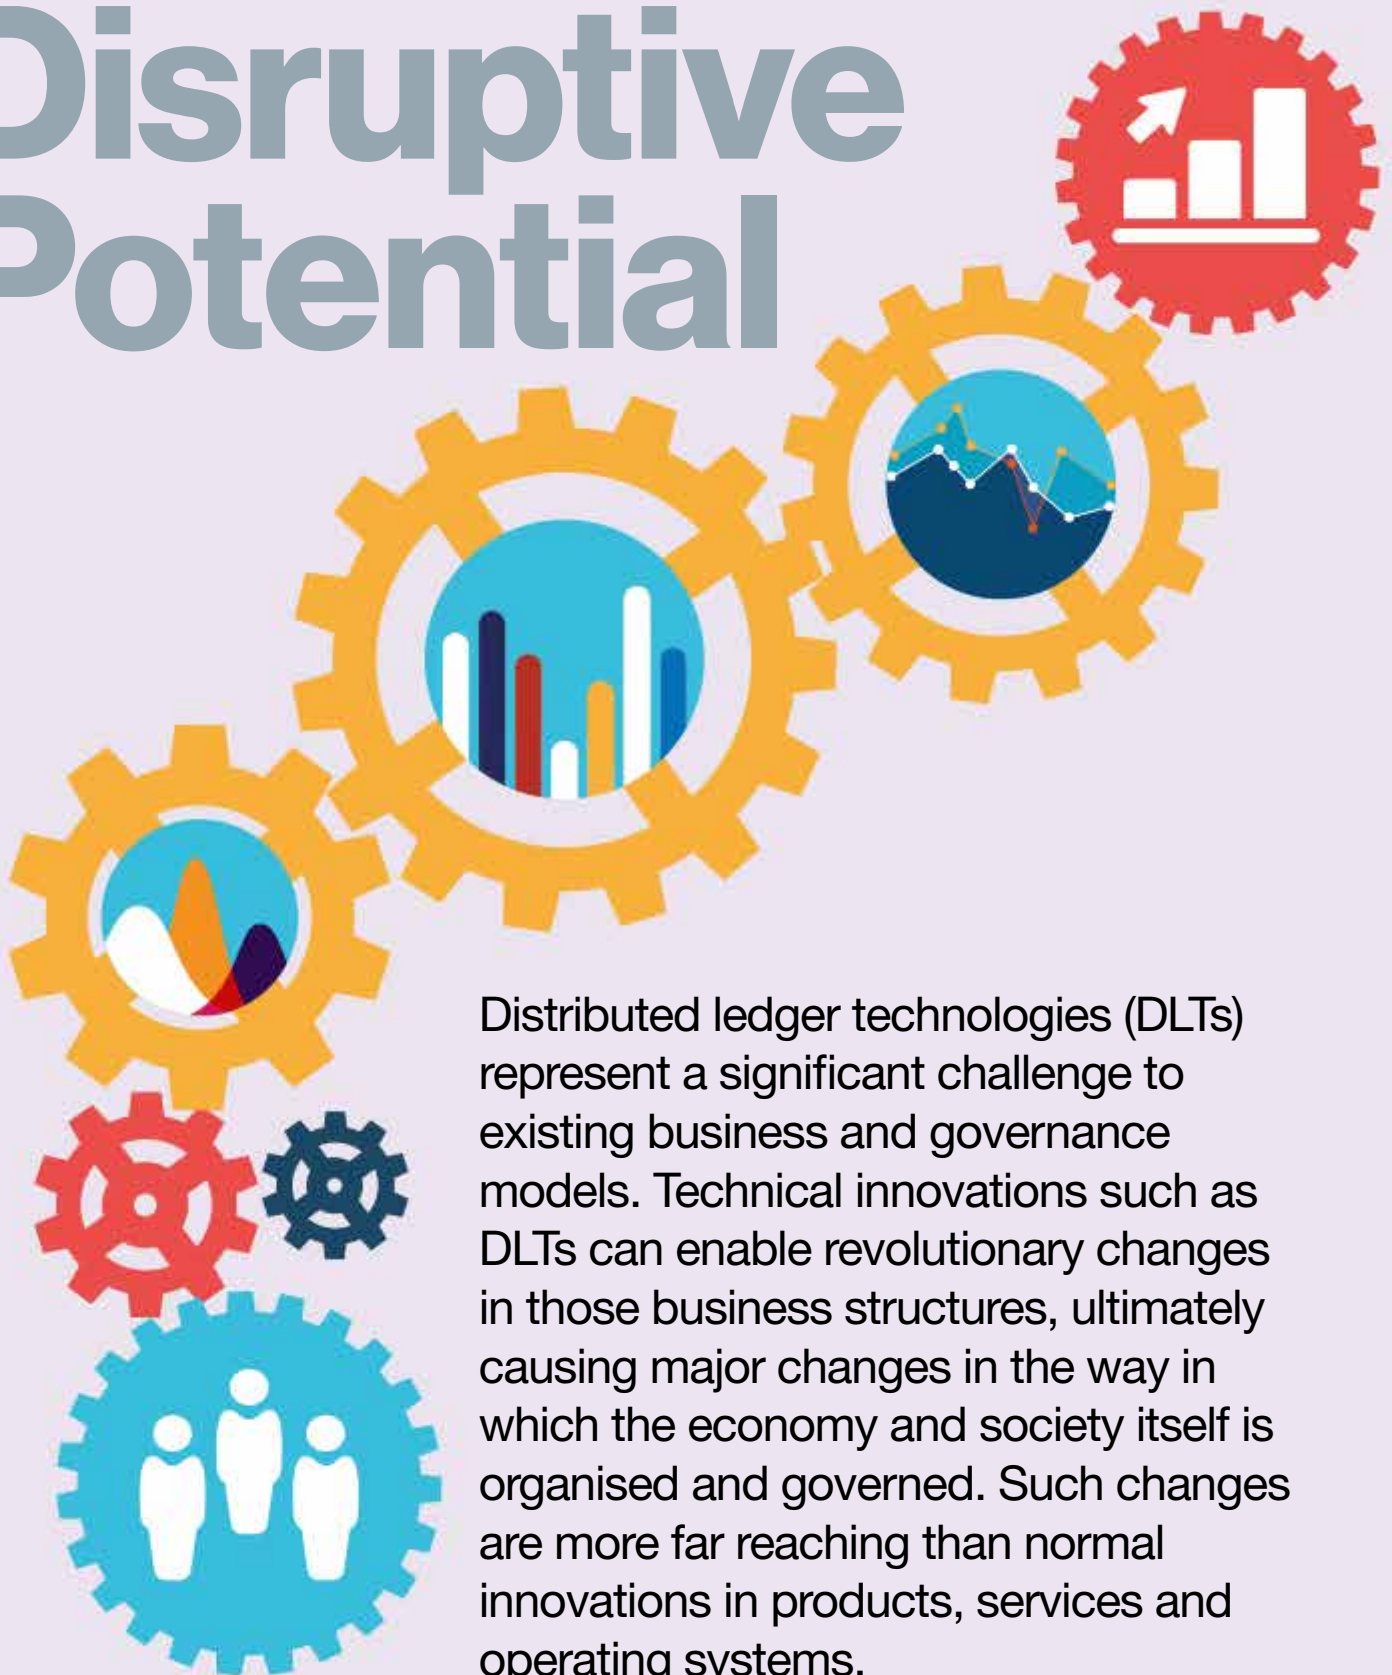 Disruptive
Potential
Distributed ledger technologies (DLTs)
represent a significant challenge to
existing business and governance
models. Technical innovations such as
DLTs can enable revolutionary changes
in those business structures, ultimately
causing major changes in the way in
which the economy and society itself is
organised and governed. Such changes
are more far reaching than normal
innovations in products, services and
operating systems.